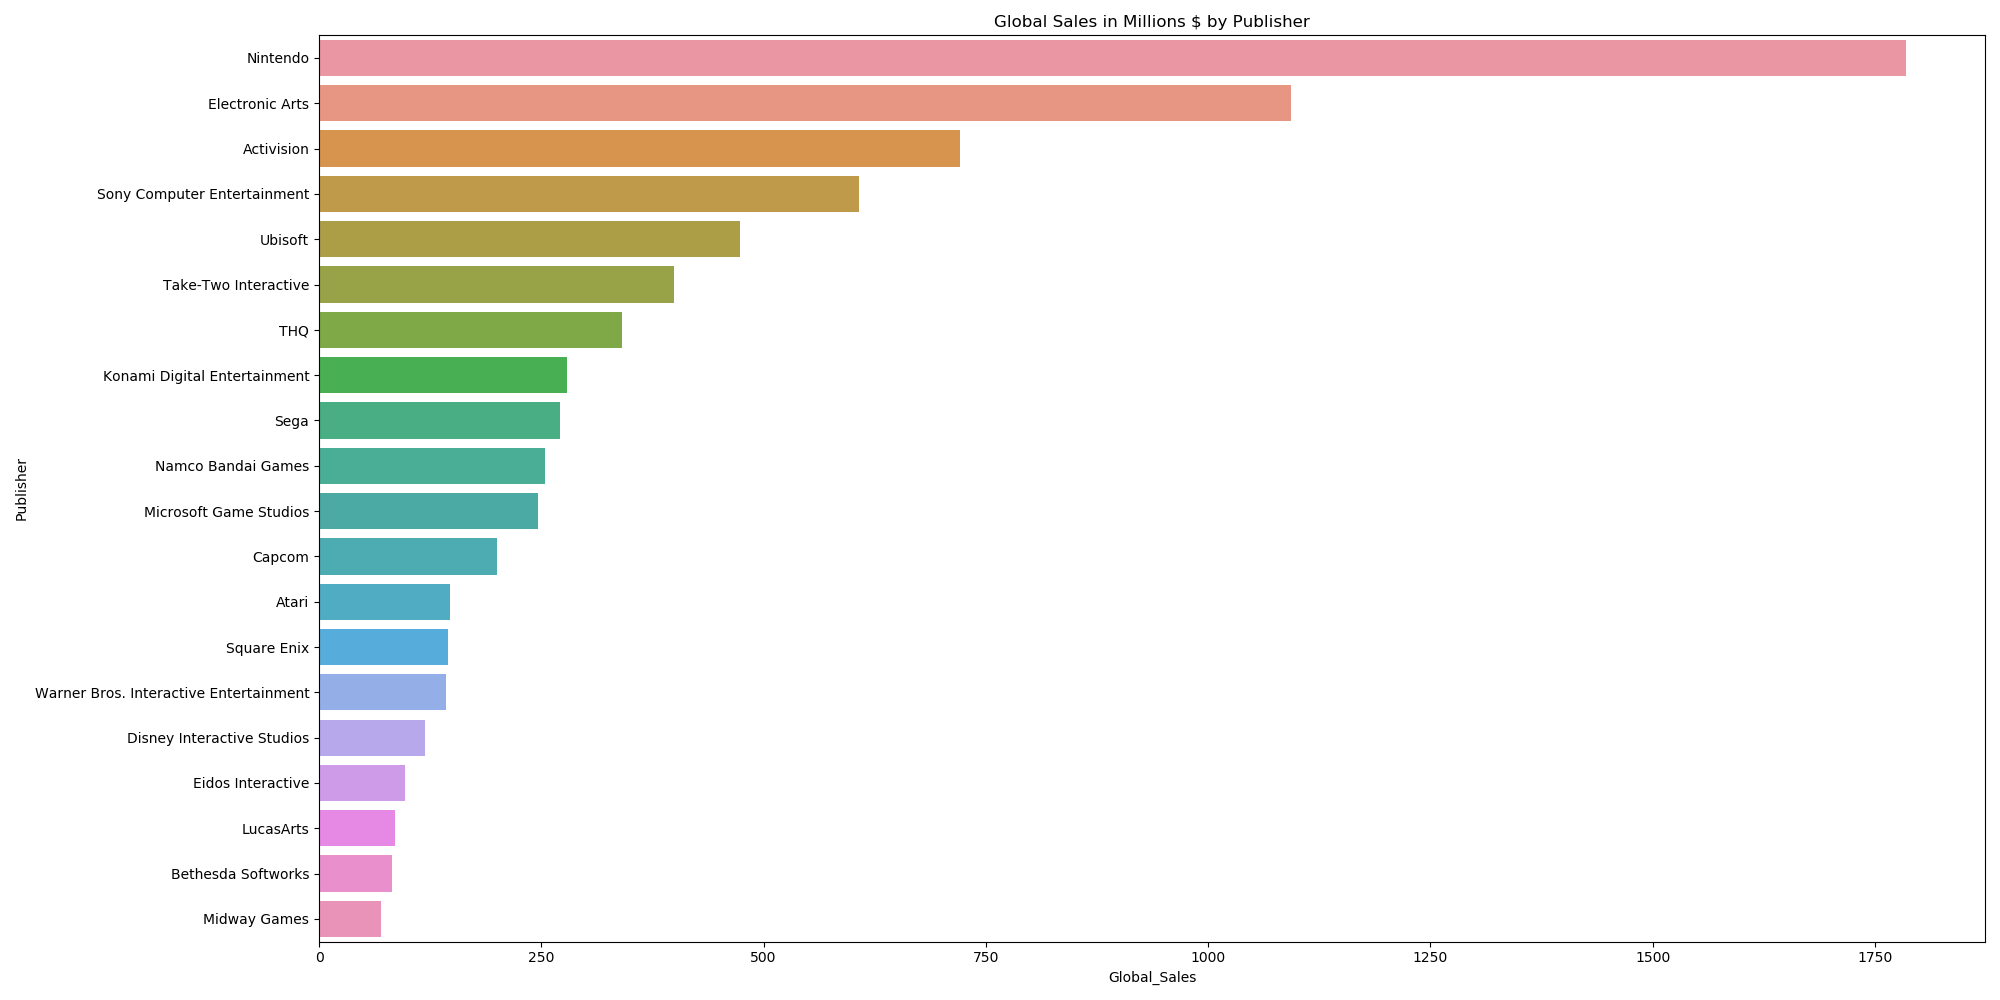 Global Sales in Millions $ by Publisher
Nintendo
Electronic Arts
Activision
Sony Computer Entertainment
Ubisoft
Take-Two Interactive
THQ
Konami Digital Entertainment
Sega
Namco Bandai Games
Microsoft Game Studios
Capcom
Atari
Square Enix
Warner Bros. Interactive Entertainment
Disney Interactive Studios
Eidos Interactive
LucasArts
Bethesda Softworks
Midway Games
Publisher
0 250 500 750 1000 1250 1500 1750
Global_Sales